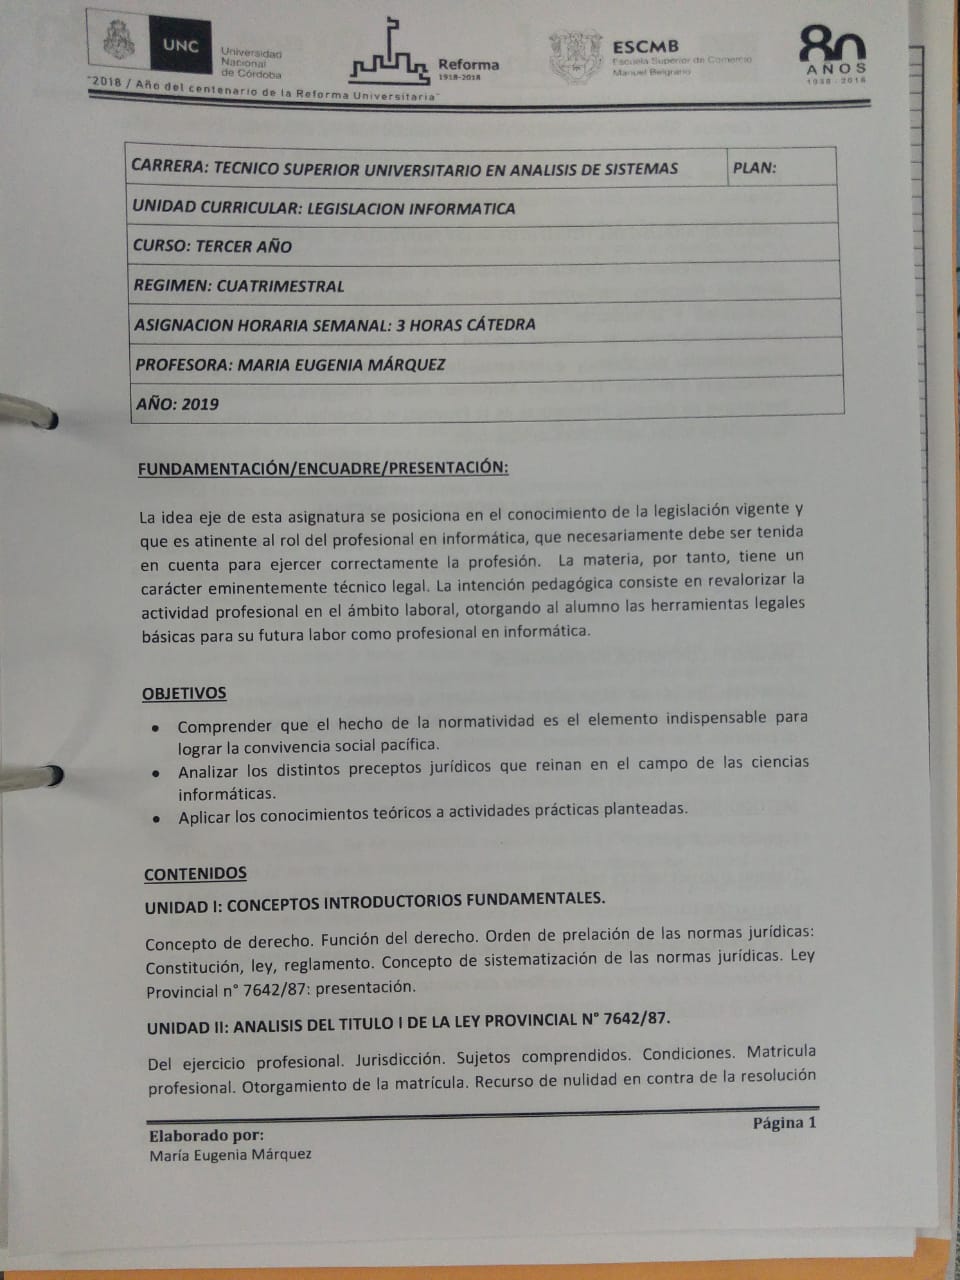 UNC
Universidad
Nacional
de Córdoba
Reforma
1918-2018
ESCMB
Escuela Superior de Comercio
Manuel Belgrano
80
AÑOS
1938 - 2018
"2018 / Año del centenario de la Reforma Universitaria"
CARRERA: TECNICO SUPERIOR UNIVERSITARIO EN ANALISIS DE SISTEMAS PLAN:
UNIDAD CURRICULAR: LEGISLACION INFORMATICA
CURSO: TERCER AÑO
REGIMEN: CUATRIMESTRAL
ASIGNACION HORARIA SEMANAL: 3 HORAS CÁTEDRA
PROFESORA: MARIA EUGENIA MÁRQUEZ
AÑO: 2019
FUNDAMENTACIÓN/ENCUADRE/PRESENTACIÓN:
La idea eje de esta asignatura se posiciona en el conocimiento de la legislación vigente y
que es atinente al rol del profesional en informática, que necesariamente debe ser tenida
en cuenta para ejercer correctamente la profesión. La materia, por tanto, tiene un
carácter eminentemente técnico legal. La intención pedagógica consiste en revalorizar la
actividad profesional en el ámbito laboral, otorgando al alumno las herramientas legales
básicas para su futura labor como profesional en informática.
OBJETIVOS
• Comprender que el hecho de la normatividad es el elemento indispensable para
lograr la convivencia social pacífica.
• Analizar los distintos preceptos jurídicos que reinan en el campo de las ciencias
informáticas.
• Aplicar los conocimientos teóricos a actividades prácticas planteadas.
CONTENIDOS
UNIDAD I: CONCEPTOS INTRODUCTORIOS FUNDAMENTALES.
Concepto de derecho. Función del derecho. Orden de prelación de las normas jurídicas:
Constitución, ley, reglamento. Concepto de sistematización de las normas jurídicas. Ley
Provincial n° 7642/87: presentación.
UNIDAD II: ANALISIS DEL TITULO I DE LA LEY PROVINCIAL N° 7642/87.
Del ejercicio profesional. Jurisdicción. Sujetos comprendidos. Condiciones. Matricula
profesional. Otorgamiento de la matrícula. Recurso de nulidad en contra de la resolución
Elaborado por:
María Eugenia Márquez
Página 1